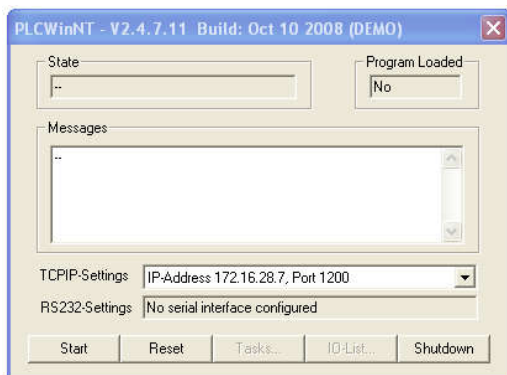 PLCWinNT - V2.4.7.11 Build: Oct 10 2008 (DEMO)
State
--
Program Loaded
No
Messages
--
TCPIP-Settings
IP-Address 172.16.28.7, Port 1200
RS232-Settings
No serial interface configured
Start
Reset
Tasks...
IO-List...
Shutdown